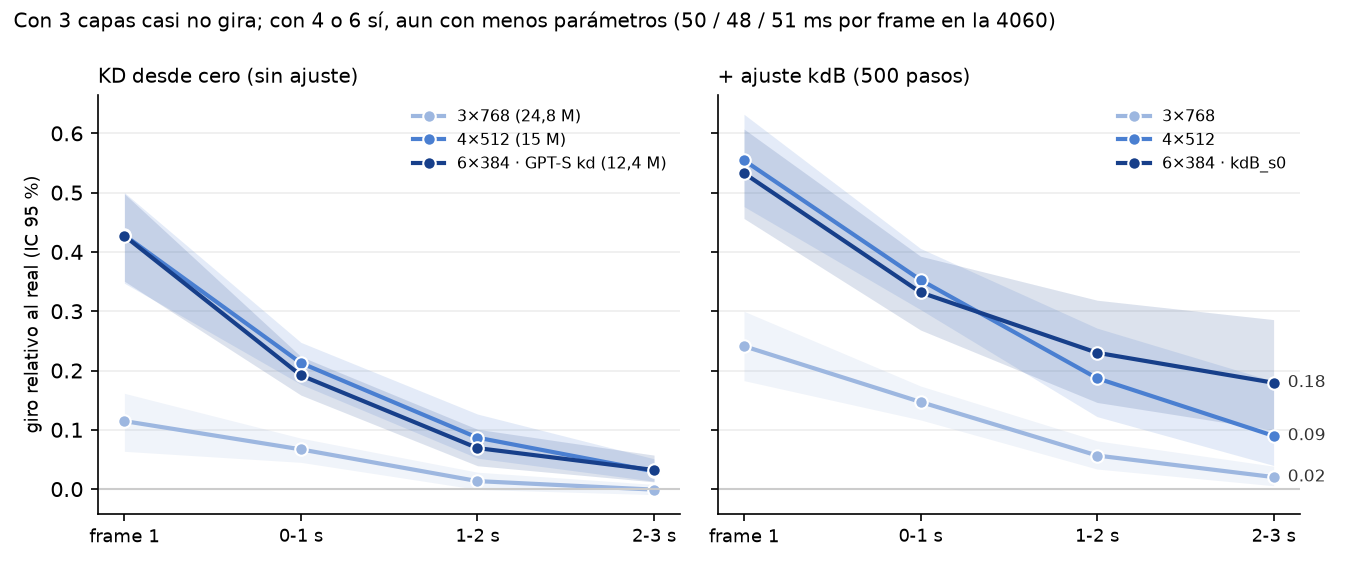 Con 3 capas casi no gira; con 4 o 6 sí, aun con menos parámetros (50 / 48 / 51 ms por frame en la 4060)
KD desde cero (sin ajuste)
3×768 (24,8 M)
4×512 (15 M)
6×384 · GPT-S kd (12,4 M)
giro relativo al real (IC 95 %)
0.6
0.5
0.4
0.3
0.2
0.1
0.0
frame 1
0-1 s
1-2 s
2-3 s
+ ajuste kdB (500 pasos)
3×768
4×512
6×384 · kdB_s0
0.18
0.09
0.02
frame 1
0-1 s
1-2 s
2-3 s